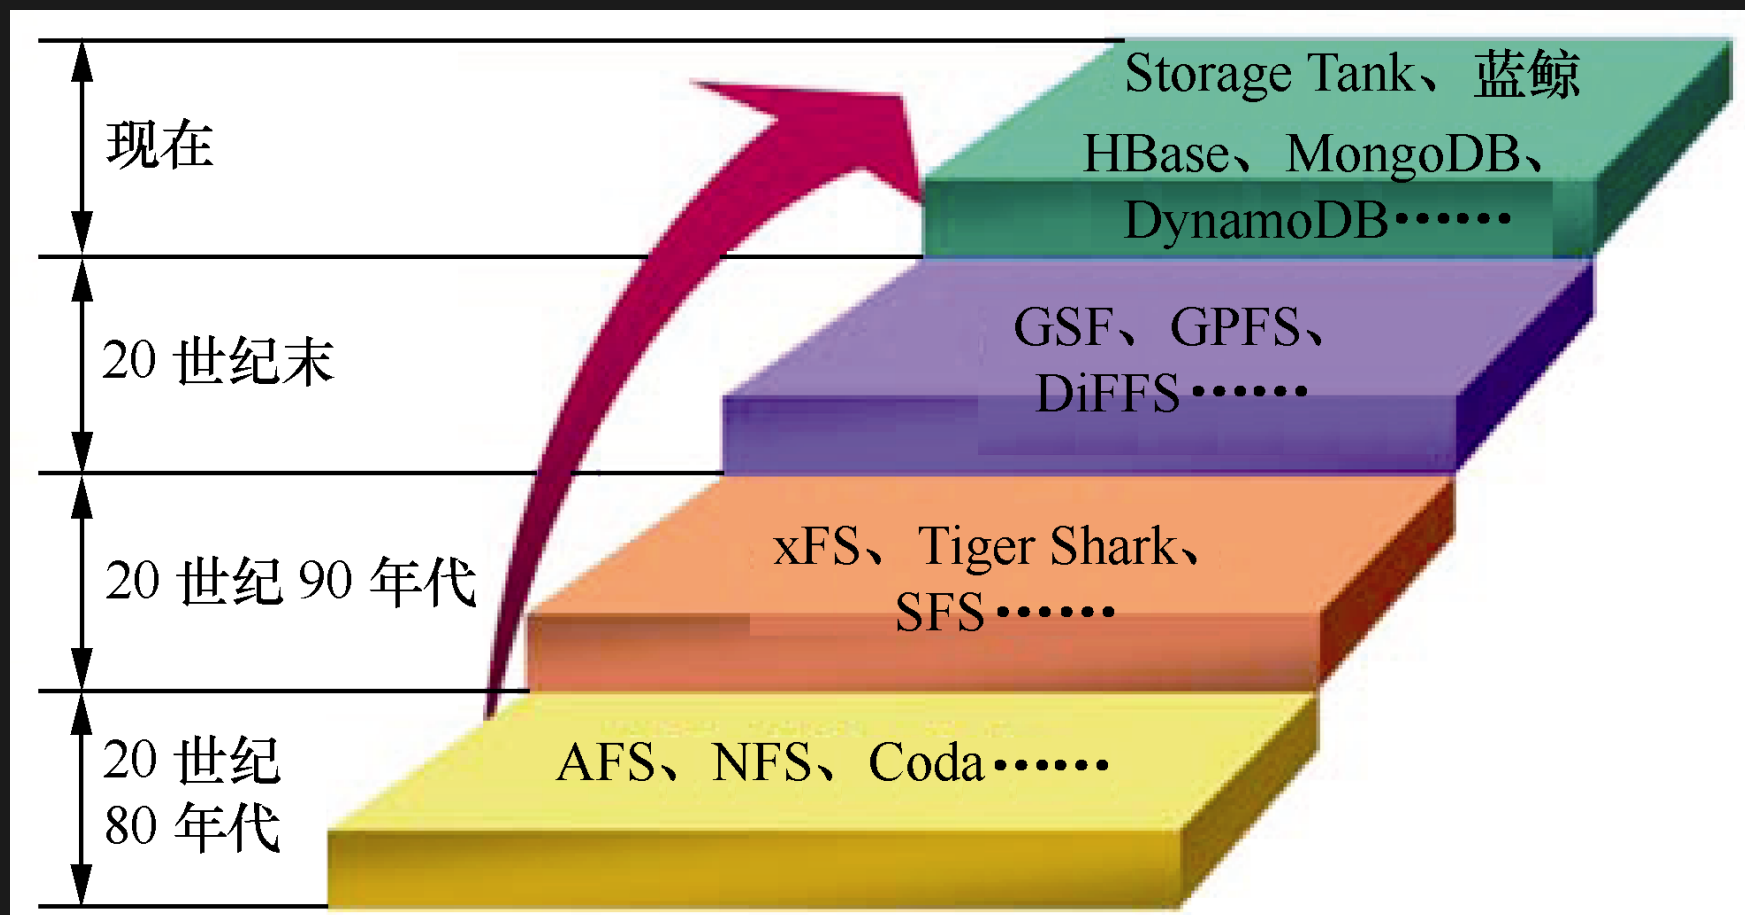 现在
Storage Tank、蓝鲸
HBase、MongoDB、
DynamoDB……
20 世纪末
GSF、GPFS、
DiFFS……
20 世纪 90 年代
xFS、Tiger Shark、
SFS……
20 世纪
80 年代
AFS、NFS、Coda……